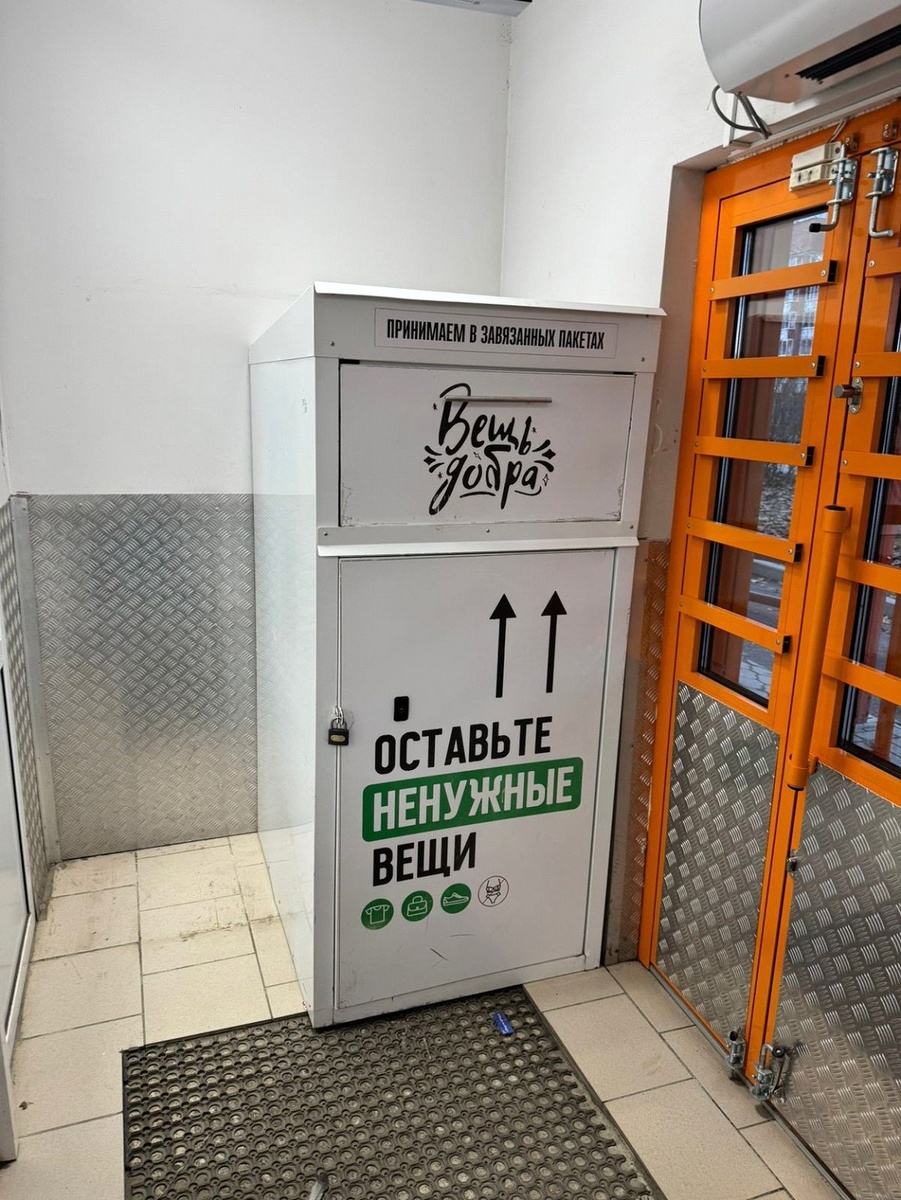 ПРИНИМАЕМ В ЗАВЯЗАННЫХ ПАКЕТАХ
Вещь
добра
ОСТАВЬТЕ
НЕНУЖНЫЕ
ВЕЩИ